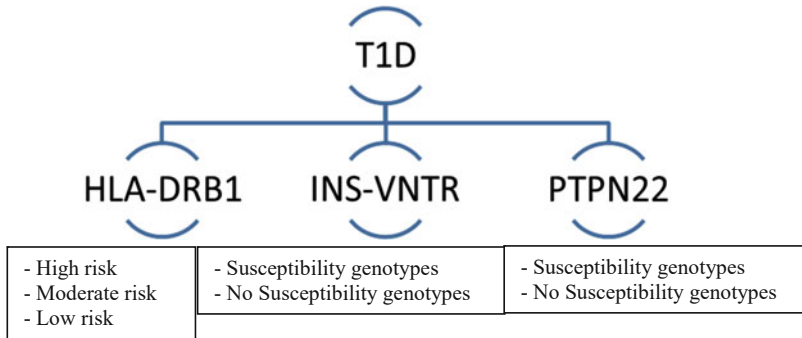 T1D
HLA-DRB1
INS-VNTR
PTPN22
- High risk
- Moderate risk
- Low risk
- Susceptibility genotypes
- No Susceptibility genotypes
- Susceptibility genotypes
- No Susceptibility genotypes